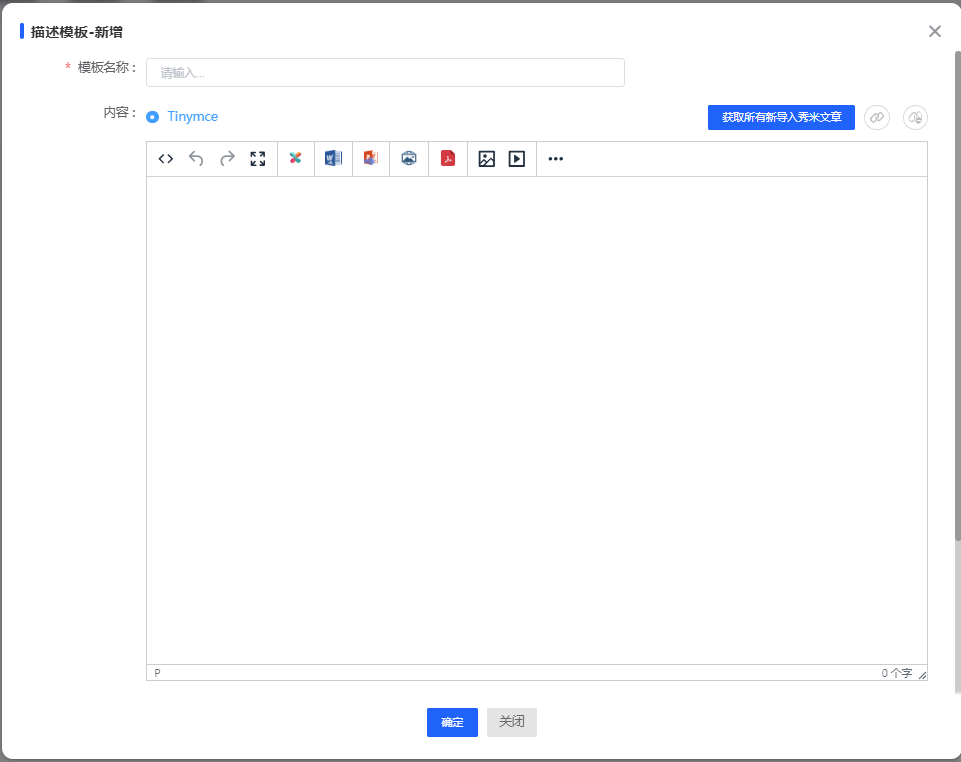 描述模板-新增
* 模板名称：
请输入...
内容：
Tinymce
获取所有新导入秀米文章
P
0 个字
确定
关闭